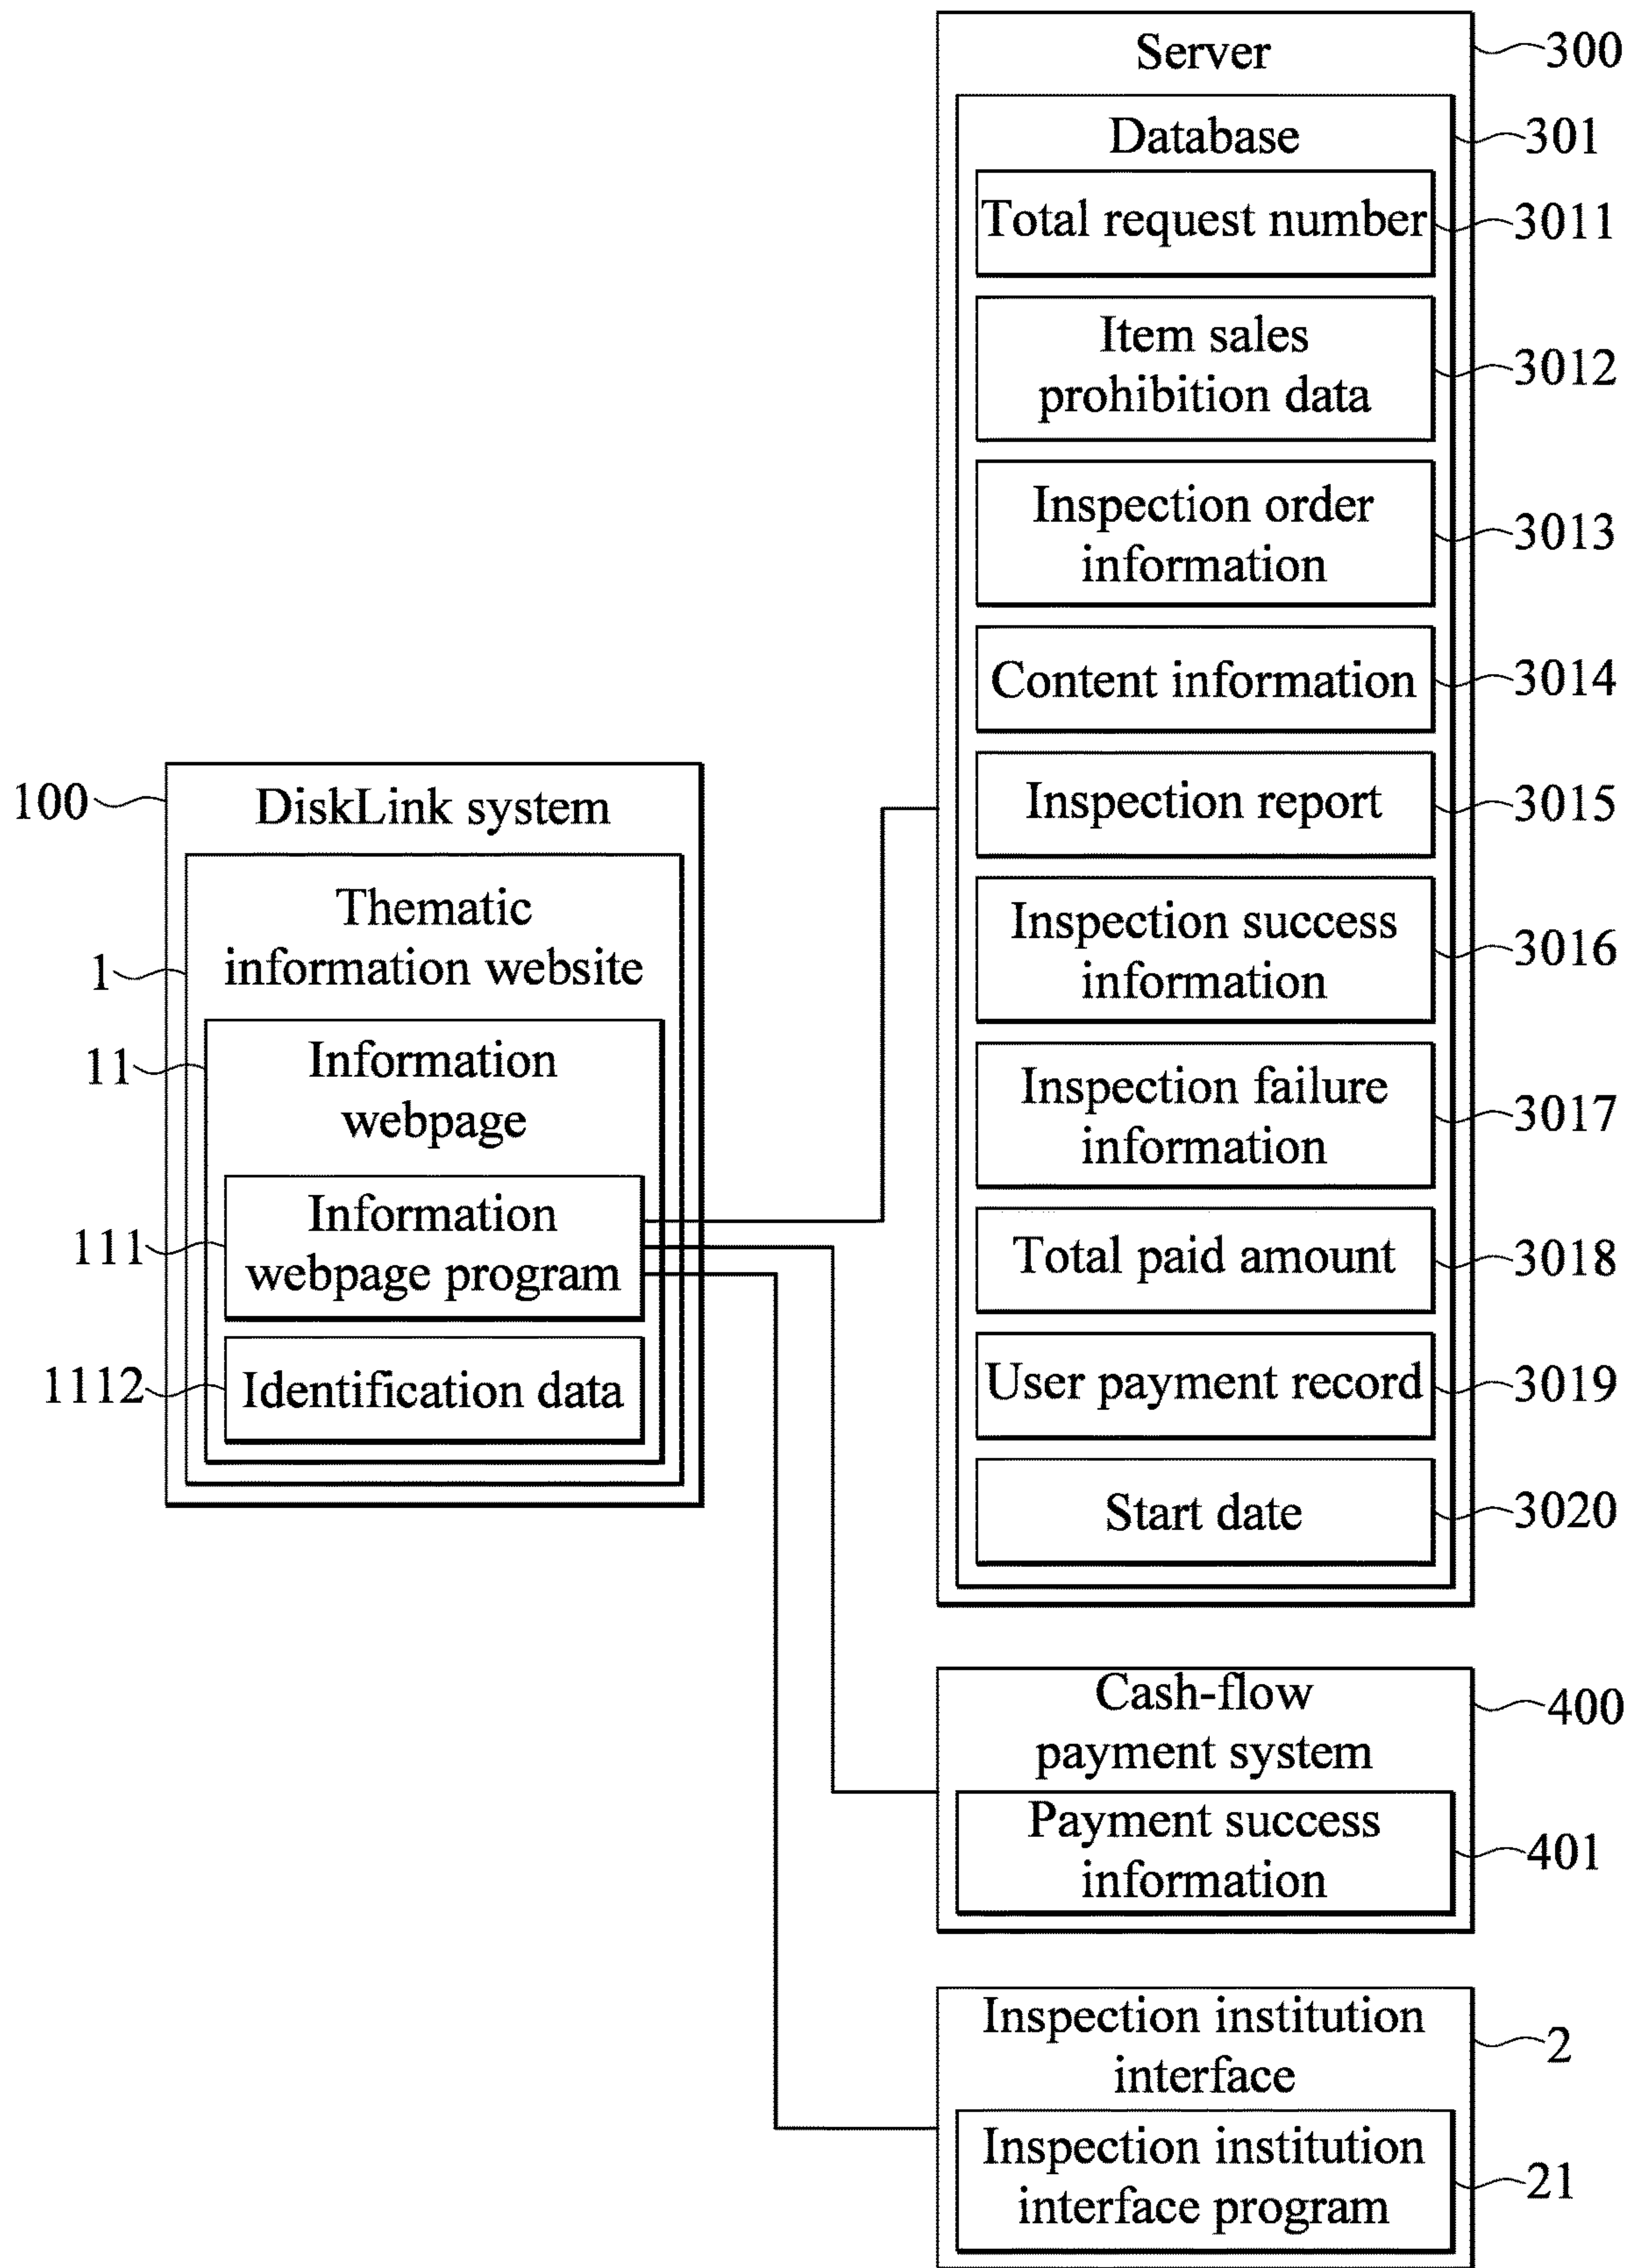 Server
300
Database
301
Total request number
3011
Item sales
prohibition data
3012
Inspection order
information
3013
Content information
3014
Inspection report
3015
Inspection success
information
3016
Inspection failure
information
3017
Total paid amount
3018
User payment record
3019
Start date
3020
100
DiskLink system
1
Thematic
information website
11
Information
webpage
111
Information
webpage program
1112
Identification data
Cash-flow
payment system
400
Payment success
information
401
Inspection institution
interface
2
Inspection institution
interface program
21